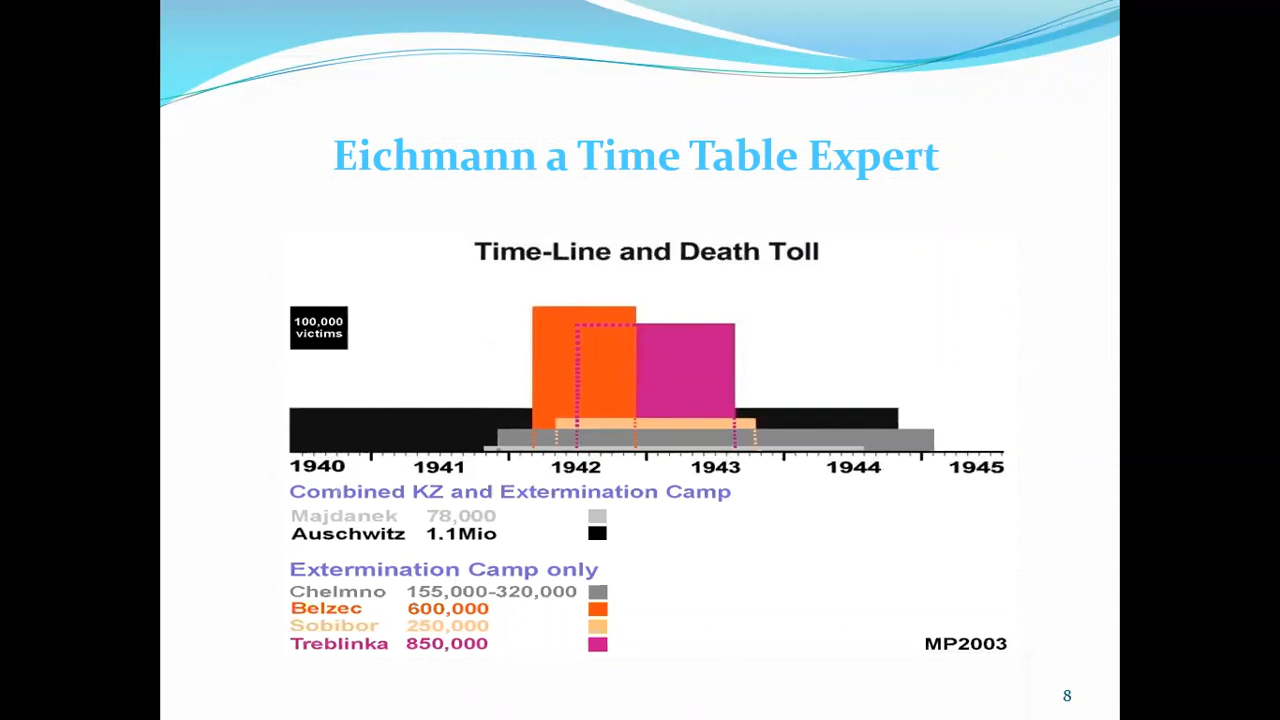 Eichmann a Time Table Expert
Time-Line and Death Toll
100,000
victims
1940 1941 1942 1943 1944 1945
Combined KZ and Extermination Camp
Majdanek 78,000
Auschwitz 1.1Mio
Extermination Camp only
Chelmno 155,000-320,000
Belzec 600,000
Sobibor 250,000
Treblinka 850,000
MP2003
8